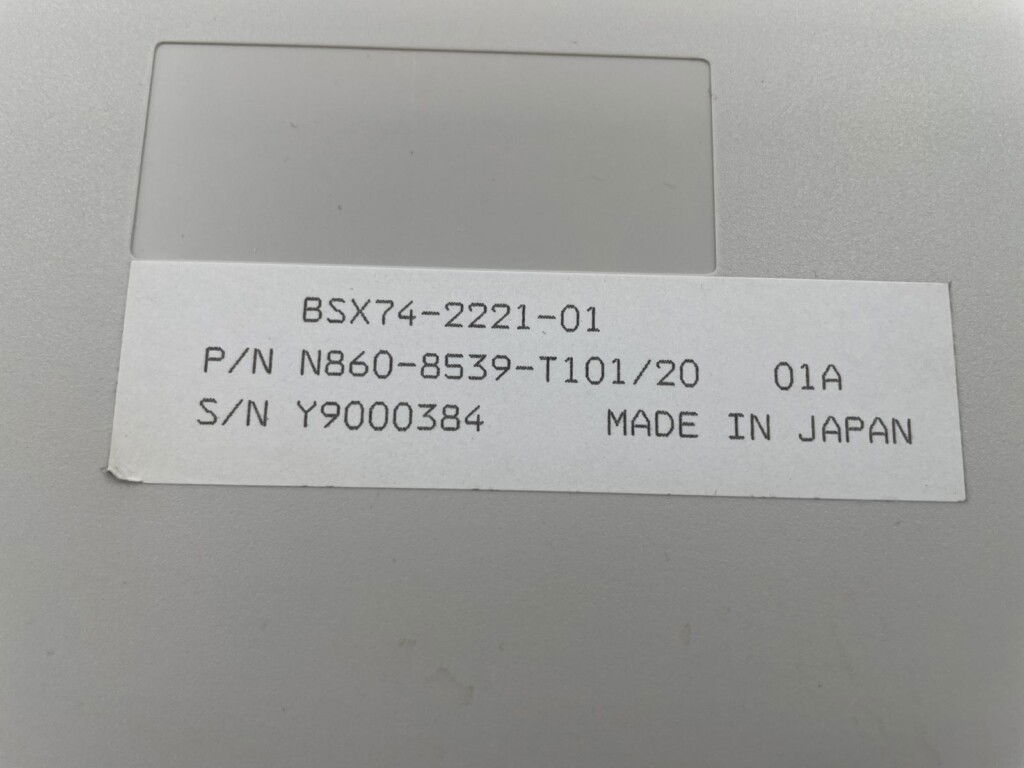 BSX74-2221-01
P/N N860-8539-T101/20 01A
S/N Y9000384 MADE IN JAPAN